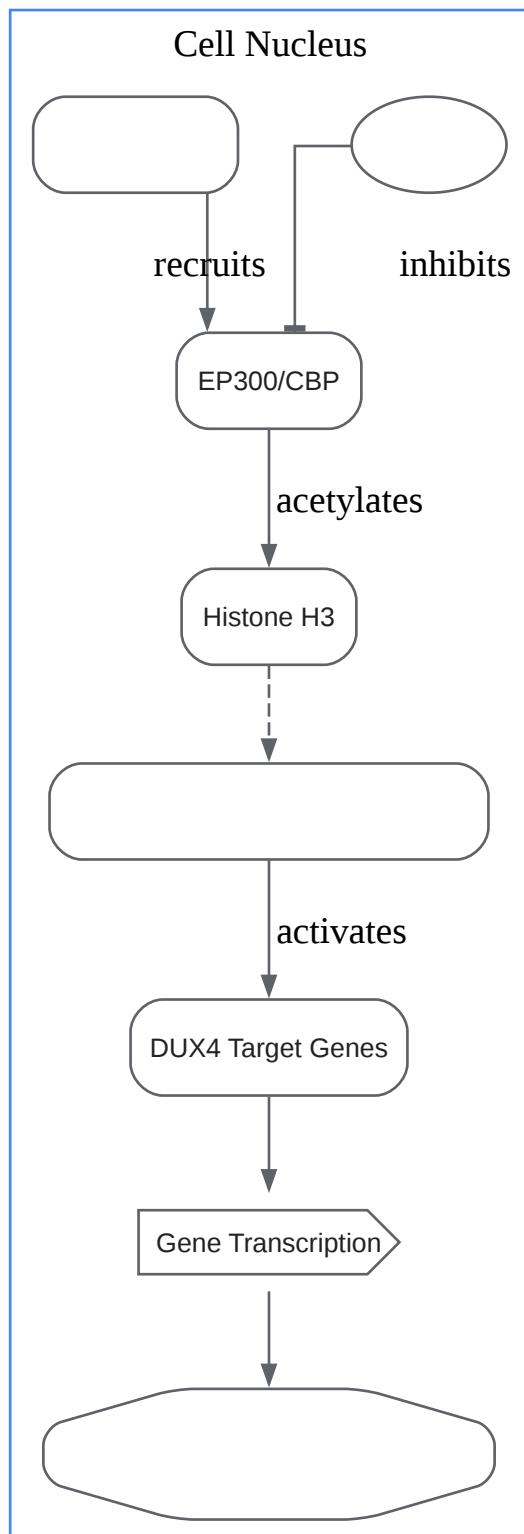 Cell Nucleus
recruits
inhibits
EP300/CBP
acetylates
Histone H3
activates
DUX4 Target Genes
Gene Transcription